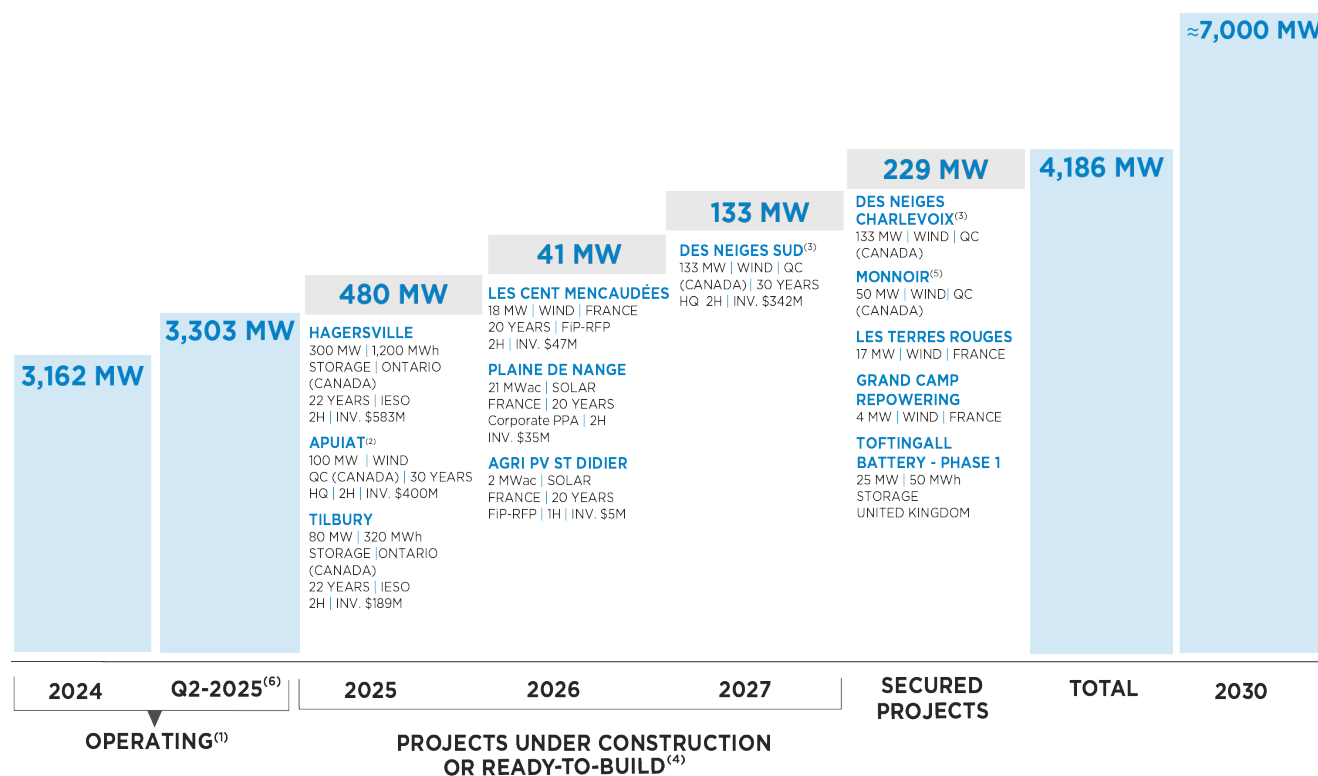 3,162 MW
3,303 MW
480 MW
HAGERSVILLE
300 MW | 1,200 MWh
STORAGE | ONTARIO
(CANADA)
22 YEARS | IESO
2H | INV. $583M
APUIAT(2)
100 MW | WIND
QC (CANADA) | 30 YEARS
HQ | 2H | INV. $400M
TILBURY
80 MW | 320 MWh
STORAGE |ONTARIO
(CANADA)
22 YEARS | IESO
2H | INV. $189M
41 MW
LES CENT MENCAUDÉES
18 MW | WIND | FRANCE
20 YEARS | FiP-RFP
2H | INV. $47M
PLAINE DE NANGE
21 MWac | SOLAR
FRANCE | 20 YEARS
Corporate PPA | 2H
INV. $35M
AGRI PV ST DIDIER
2 MWac | SOLAR
FRANCE | 20 YEARS
FiP-RFP | 1H | INV. $5M
133 MW
DES NEIGES SUD(3)
133 MW | WIND | QC
(CANADA) | 30 YEARS
HQ 2H | INV. $342M
229 MW
DES NEIGES
CHARLEVOIX(3)
133 MW | WIND | QC
(CANADA)
MONNOIR(5)
50 MW | WIND| QC
(CANADA)
LES TERRES ROUGES
17 MW | WIND | FRANCE
GRAND CAMP
REPOWERING
4 MW | WIND | FRANCE
TOFTINGALL
BATTERY - PHASE 1
25 MW | 50 MWh
STORAGE
UNITED KINGDOM
4,186 MW
≈7,000 MW
2024
Q2-2025(6)
2025
2026
2027
SECURED
PROJECTS
TOTAL
2030
OPERATING(1)
PROJECTS UNDER CONSTRUCTION
OR READY-TO-BUILD(4)